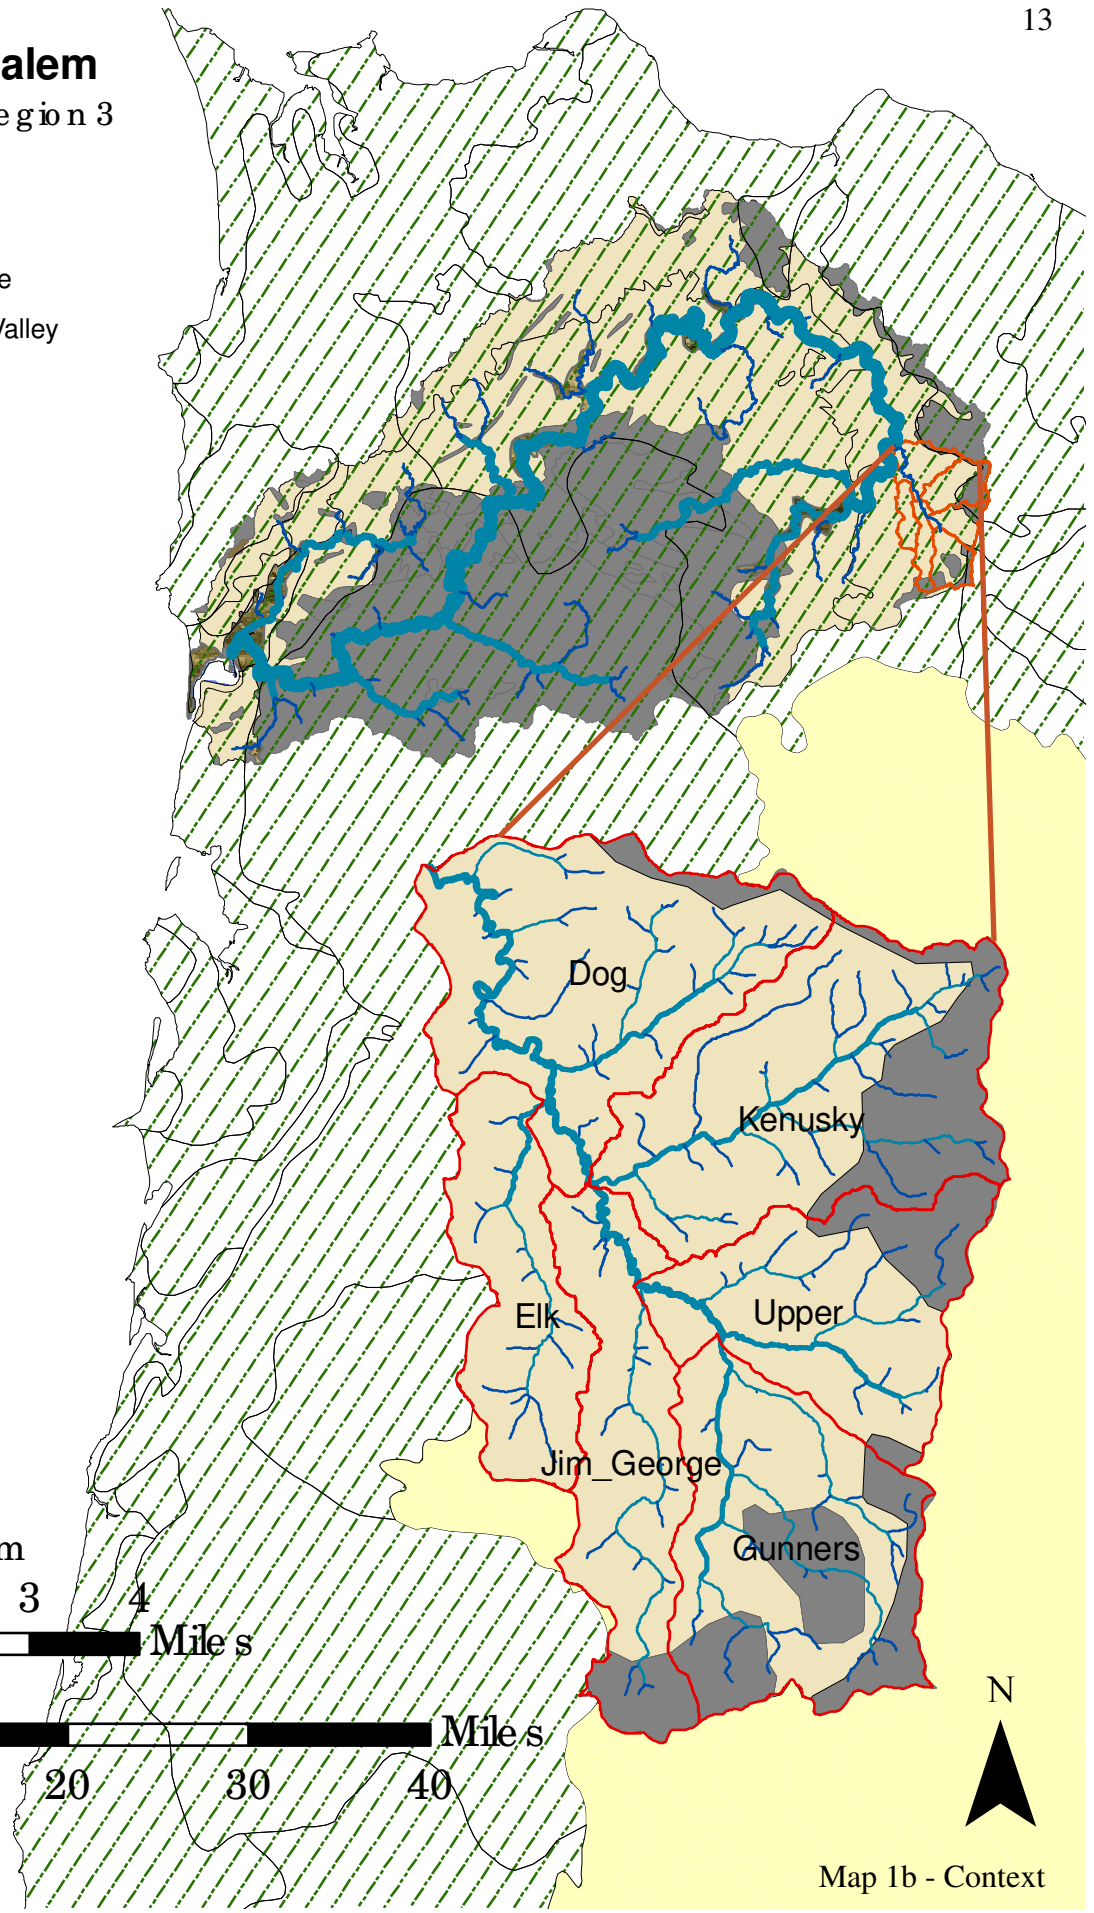 13
alem
egion 3
e
Valley
Dog
Kenusky
Elk
Upper
Jim_George
Gunners
m
3 4
Miles
Miles
20 30 40
N
Map 1b - Context